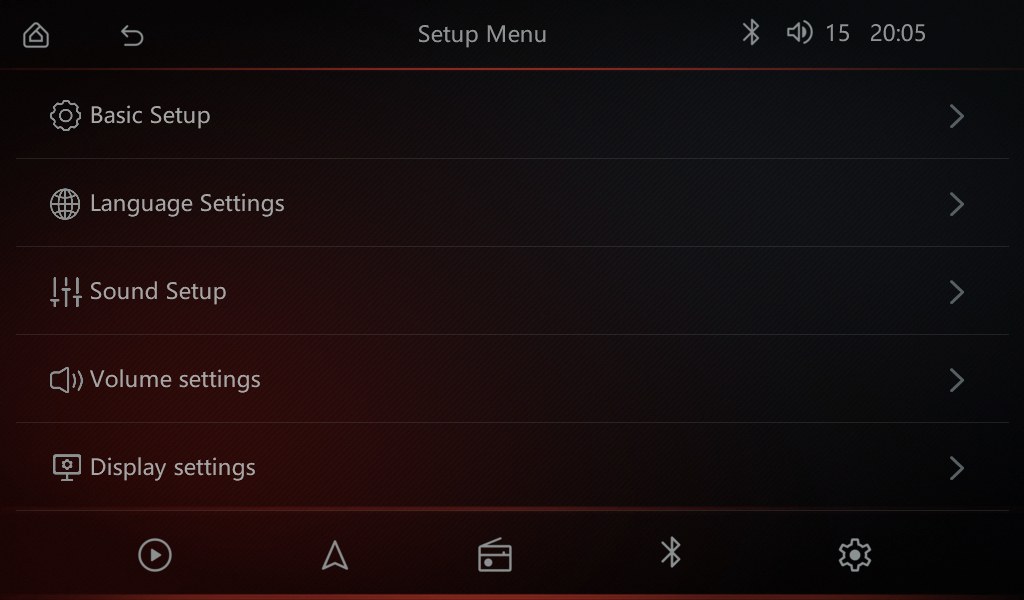 Setup Menu 15 20:05
Basic Setup
Language Settings
Sound Setup
Volume settings
Display settings